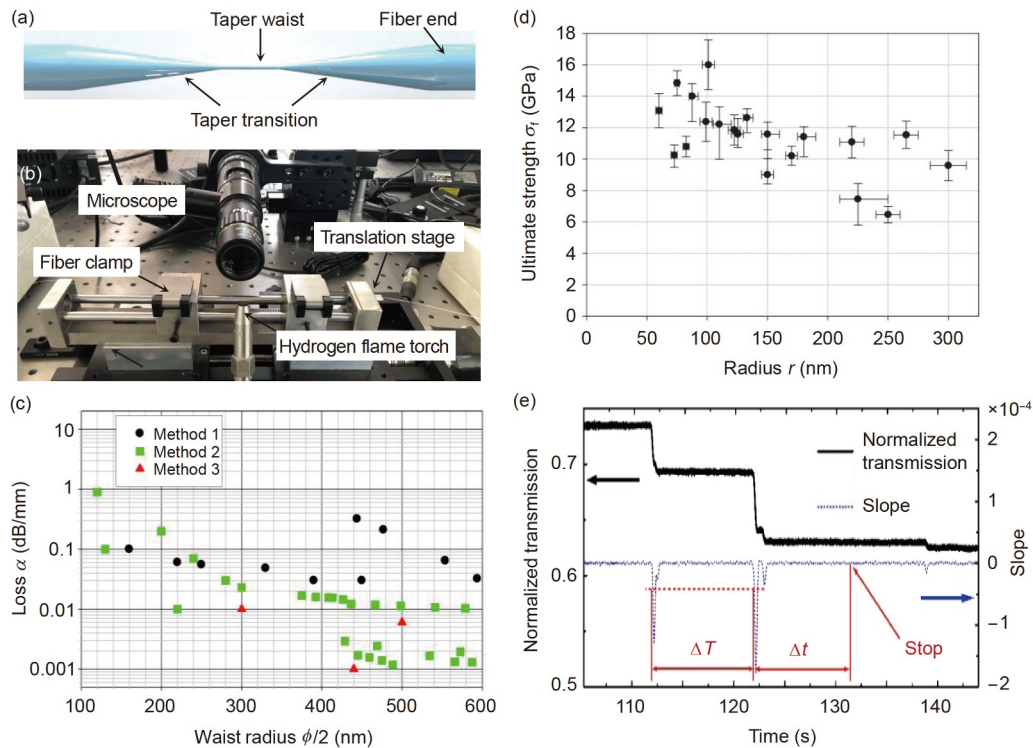 (a)
Taper waist
Fiber end
Taper transition
(b)
Microscope
Translation stage
Fiber clamp
Hydrogen flame torch
(c)
10
1
0.1
0.01
0.001
Loss α (dB/mm)
Method 1
Method 2
Method 3
100 200 300 400 500 600
Waist radius ϕ/2 (nm)
(d)
18
16
14
12
10
8
6
4
2
0
Ultimate strength σf (GPa)
0 50 100 150 200 250 300
Radius r (nm)
(e)
×10⁻⁴
0.7
0.6
0.5
Normalized transmission
Normalized
transmission
Slope
2
1
0
−1
−2
Slope
ΔT
Δt
Stop
110 120 130 140
Time (s)